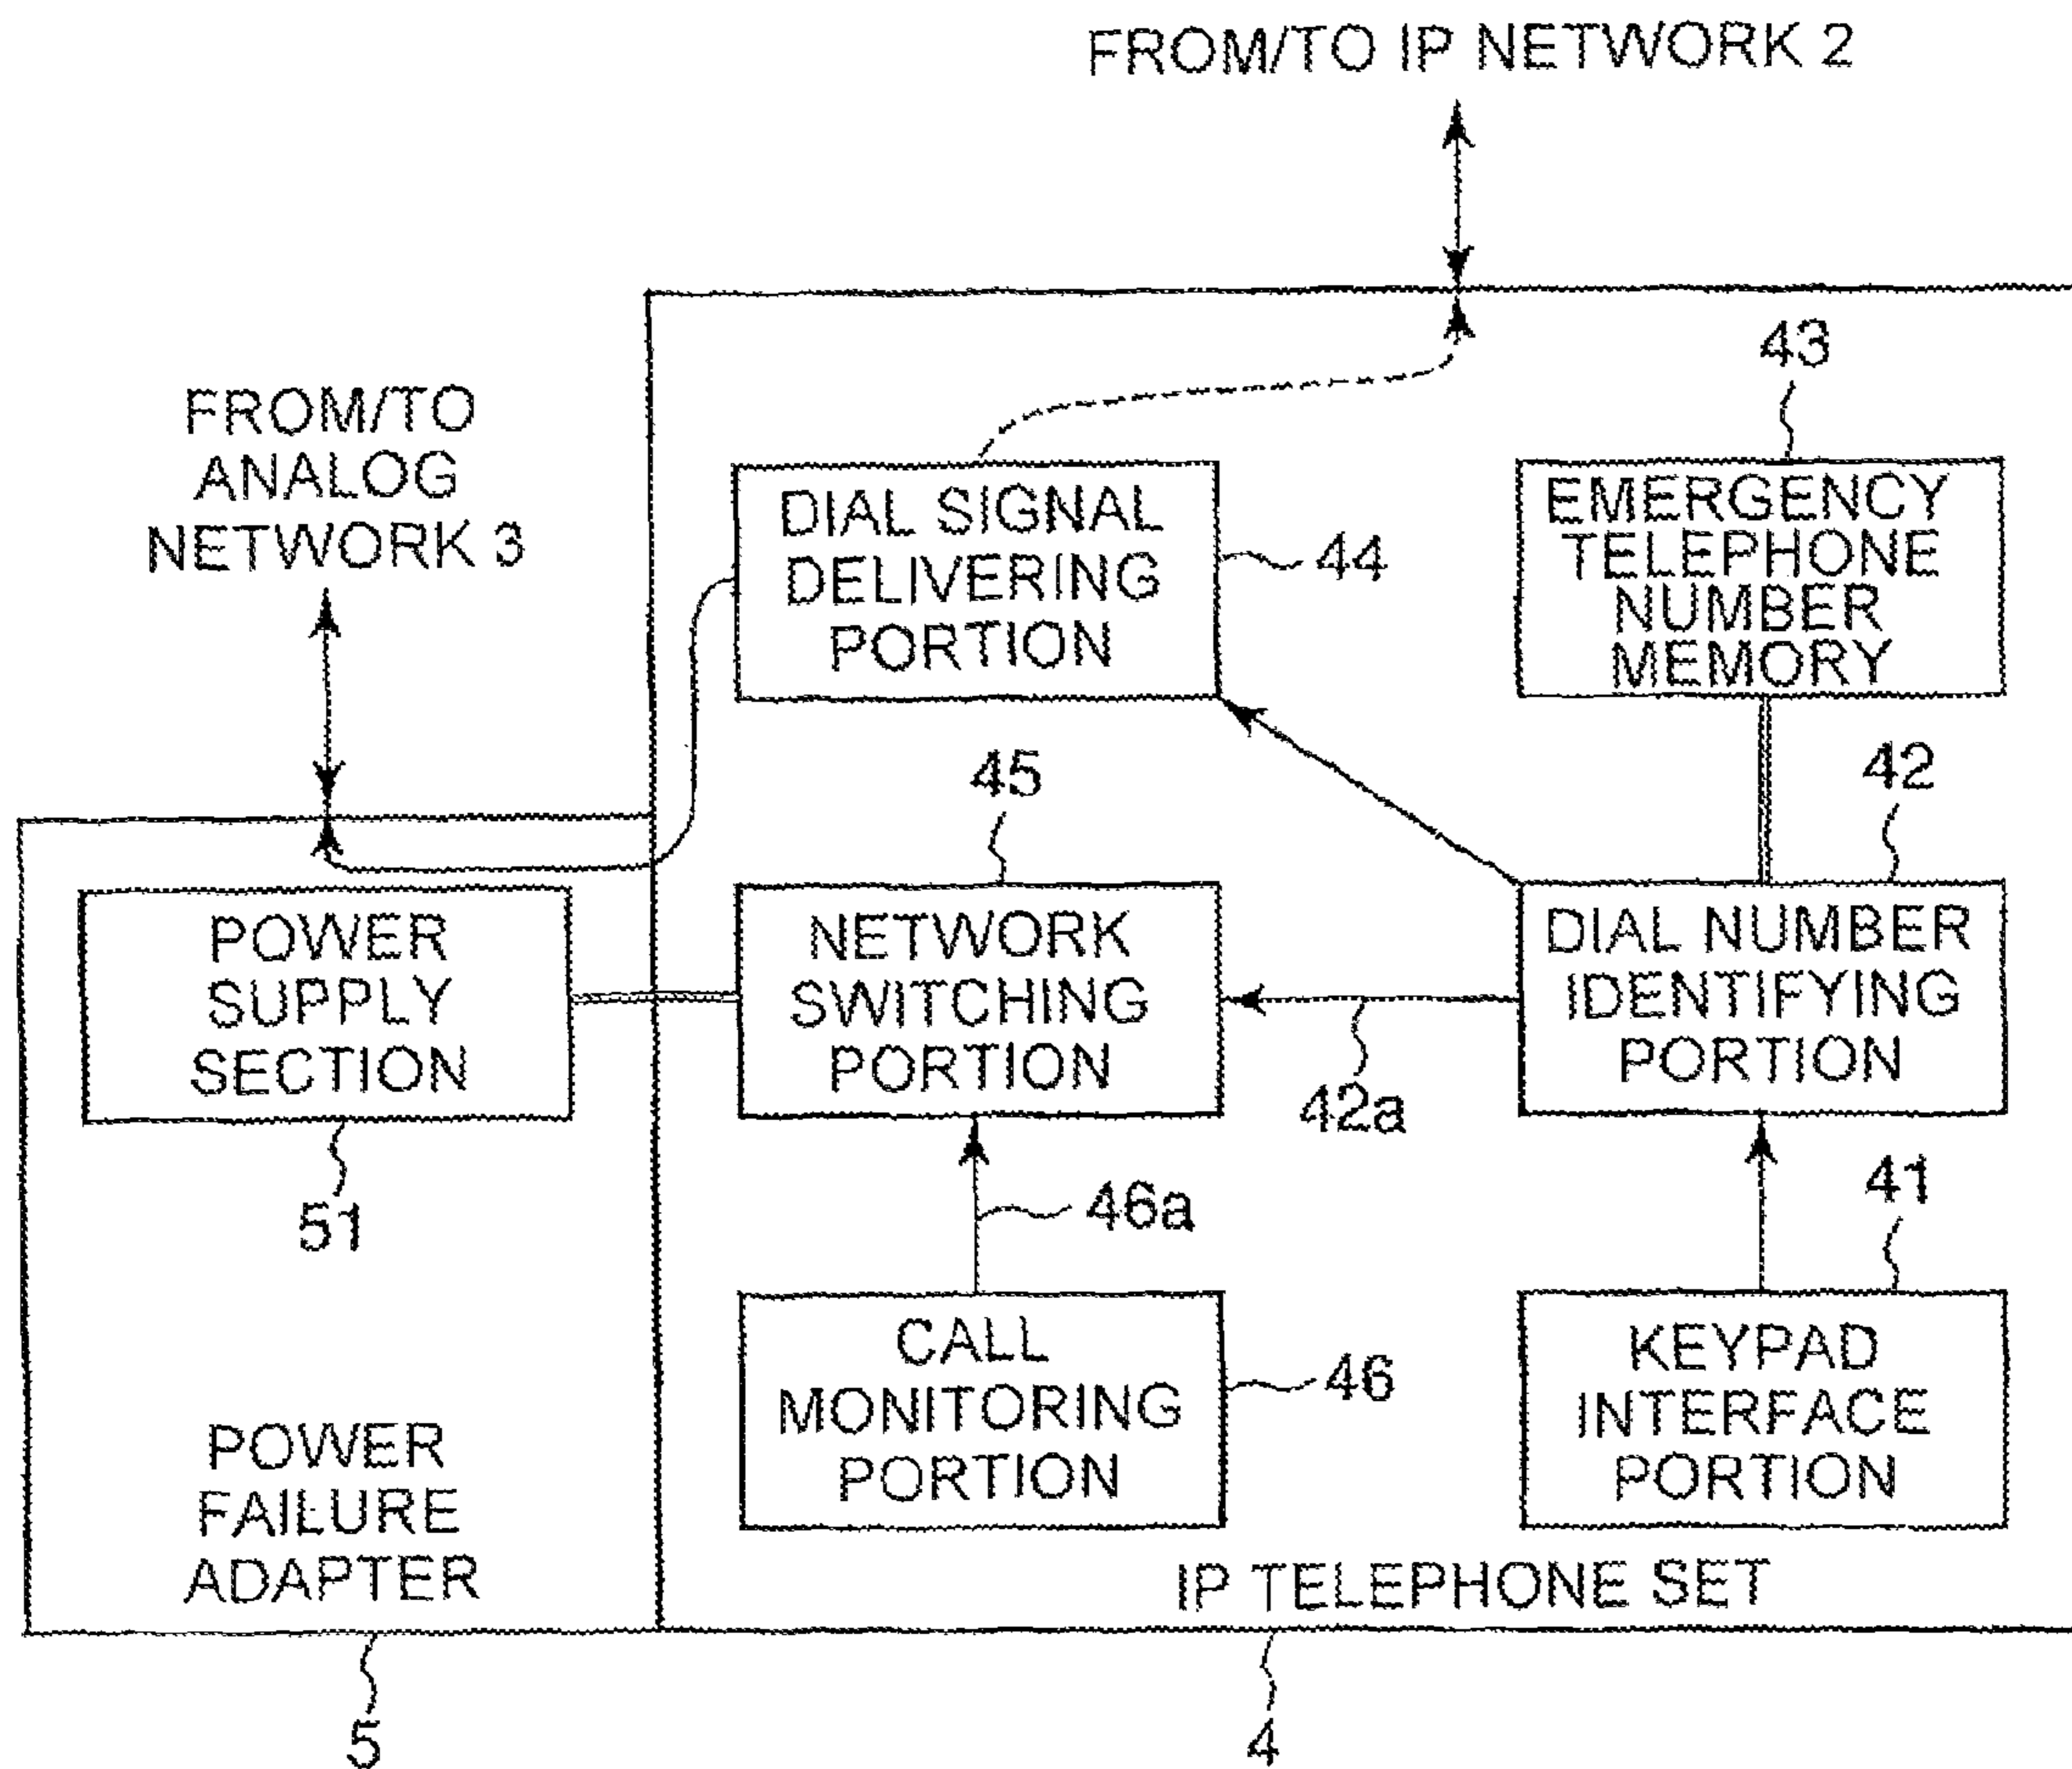 FROM/TO IP NETWORK 2
FROM/TO
ANALOG
NETWORK 3
43
DIAL SIGNAL
DELIVERING
PORTION
44
EMERGENCY
TELEPHONE
NUMBER
MEMORY
45
42
POWER
SUPPLY
SECTION
51
NETWORK
SWITCHING
PORTION
42a
DIAL NUMBER
IDENTIFYING
PORTION
46a
41
CALL
MONITORING
PORTION
46
KEYPAD
INTERFACE
PORTION
POWER
FAILURE
ADAPTER
IP TELEPHONE SET
5
4